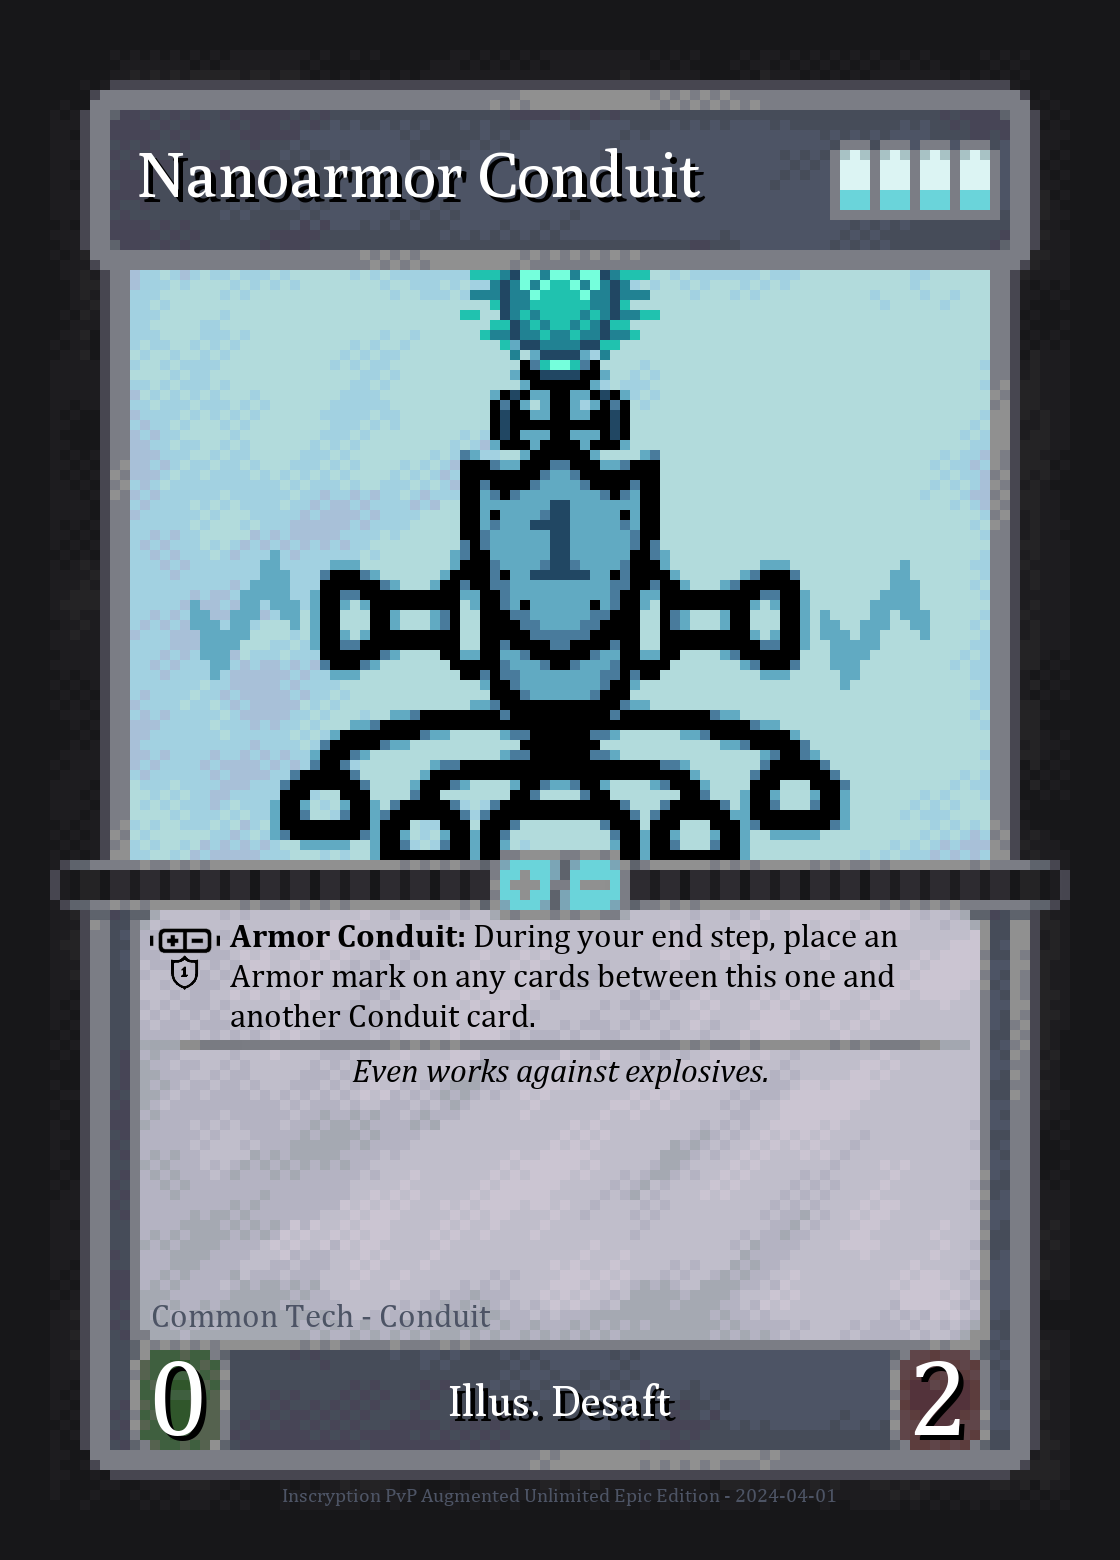 Nanoarmor Conduit
1
Armor Conduit: During your end step, place an
Armor mark on any cards between this one and
another Conduit card.
Even works against explosives.
Common Tech - Conduit
0
Illus. Desaft
2
Inscryption PvP Augmented Unlimited Epic Edition - 2024-04-01